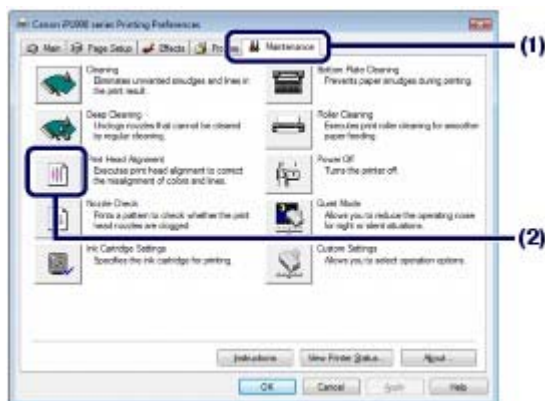 Canon iP1900 series Printing Preferences
Main
Page Setup
Effects
Maintenance
(1)
Cleaning
Eliminates unwanted smudges and lines in
the print result.
Bottom Plate Cleaning
Prevents paper smudges during printing.
Deep Cleaning
Unclogs nozzles that cannot be cleared
by regular cleaning.
Roller Cleaning
Executes print roller cleaning for smoother
paper feeding.
Print Head Alignment
Executes print head alignment to correct
the misalignment of colors and lines.
Power Off
Turns the printer off.
Nozzle Check
Prints a pattern to check whether the print
head nozzles are clogged.
Quiet Mode
Allows you to reduce the operating noise
for night or silent situations.
(2)
Ink Cartridge Settings
Specifies the ink cartridge for printing.
Custom Settings
Allows you to select operation options.
Instructions
View Printer Status...
About...
OK
Cancel
Apply
Help